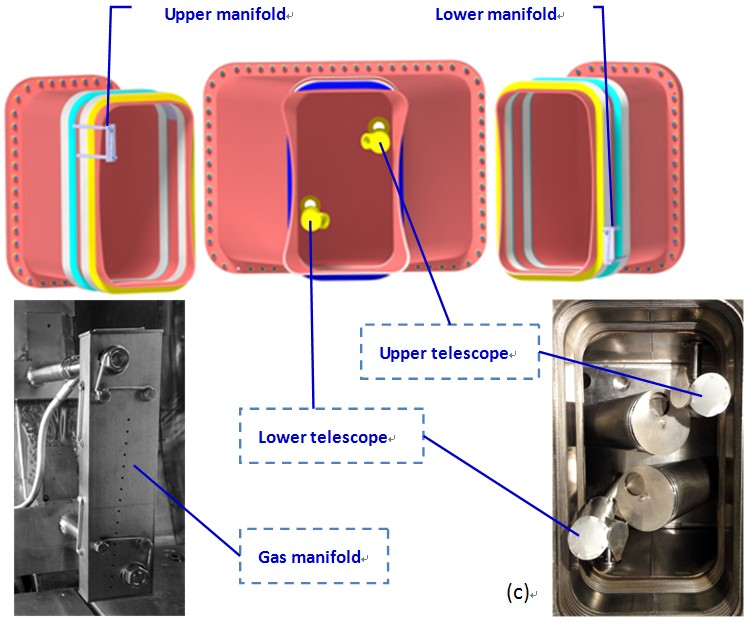 Upper manifold
Lower manifold
Upper telescope
Lower telescope
Gas manifold
(c)